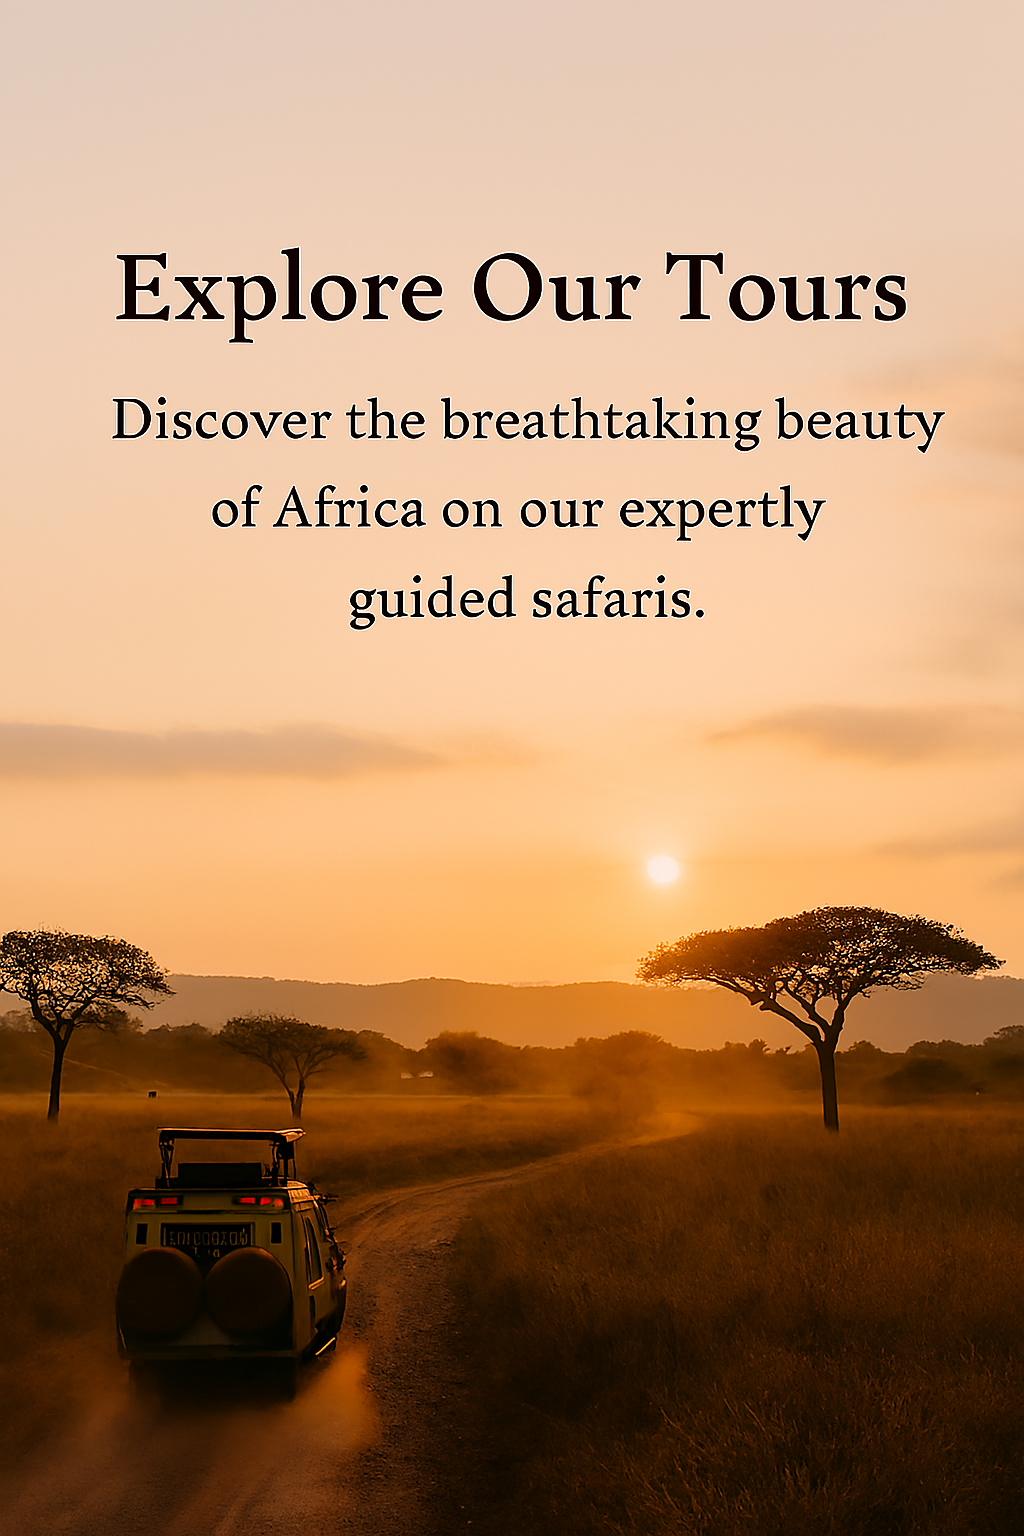 Explore Our Tours
Discover the breathtaking beauty
of Africa on our expertly
guided safaris.